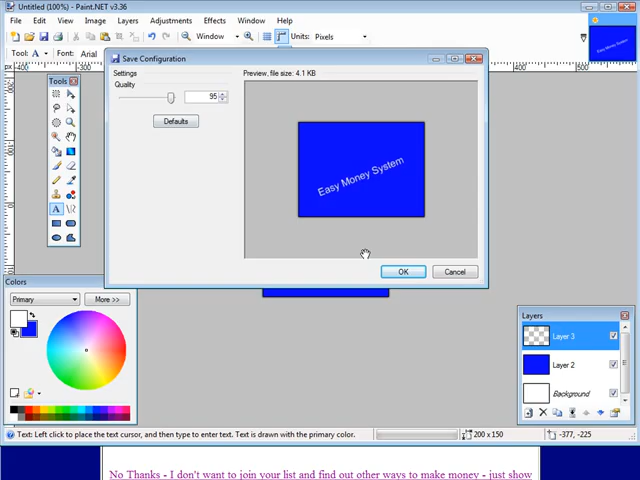 Untitled (100%) - Paint.NET v3.36
File Edit View Image Layers Adjustments Effects Window Help
Window Units: Pixels
Tool: A Font: Arial
Save Configuration
Settings
Quality
95
Defaults
Preview, file size: 4.1 KB
Easy Money System
OK Cancel
Tools
Colors
Primary More >>
Layers
Layer 3
Layer 2
Background
Text: Left click to place the text cursor, and then type to enter text. Text is drawn with the primary color.
200 x 150
-377, -225
No Thanks - I don't want to join your list and find out other ways to make money - just show